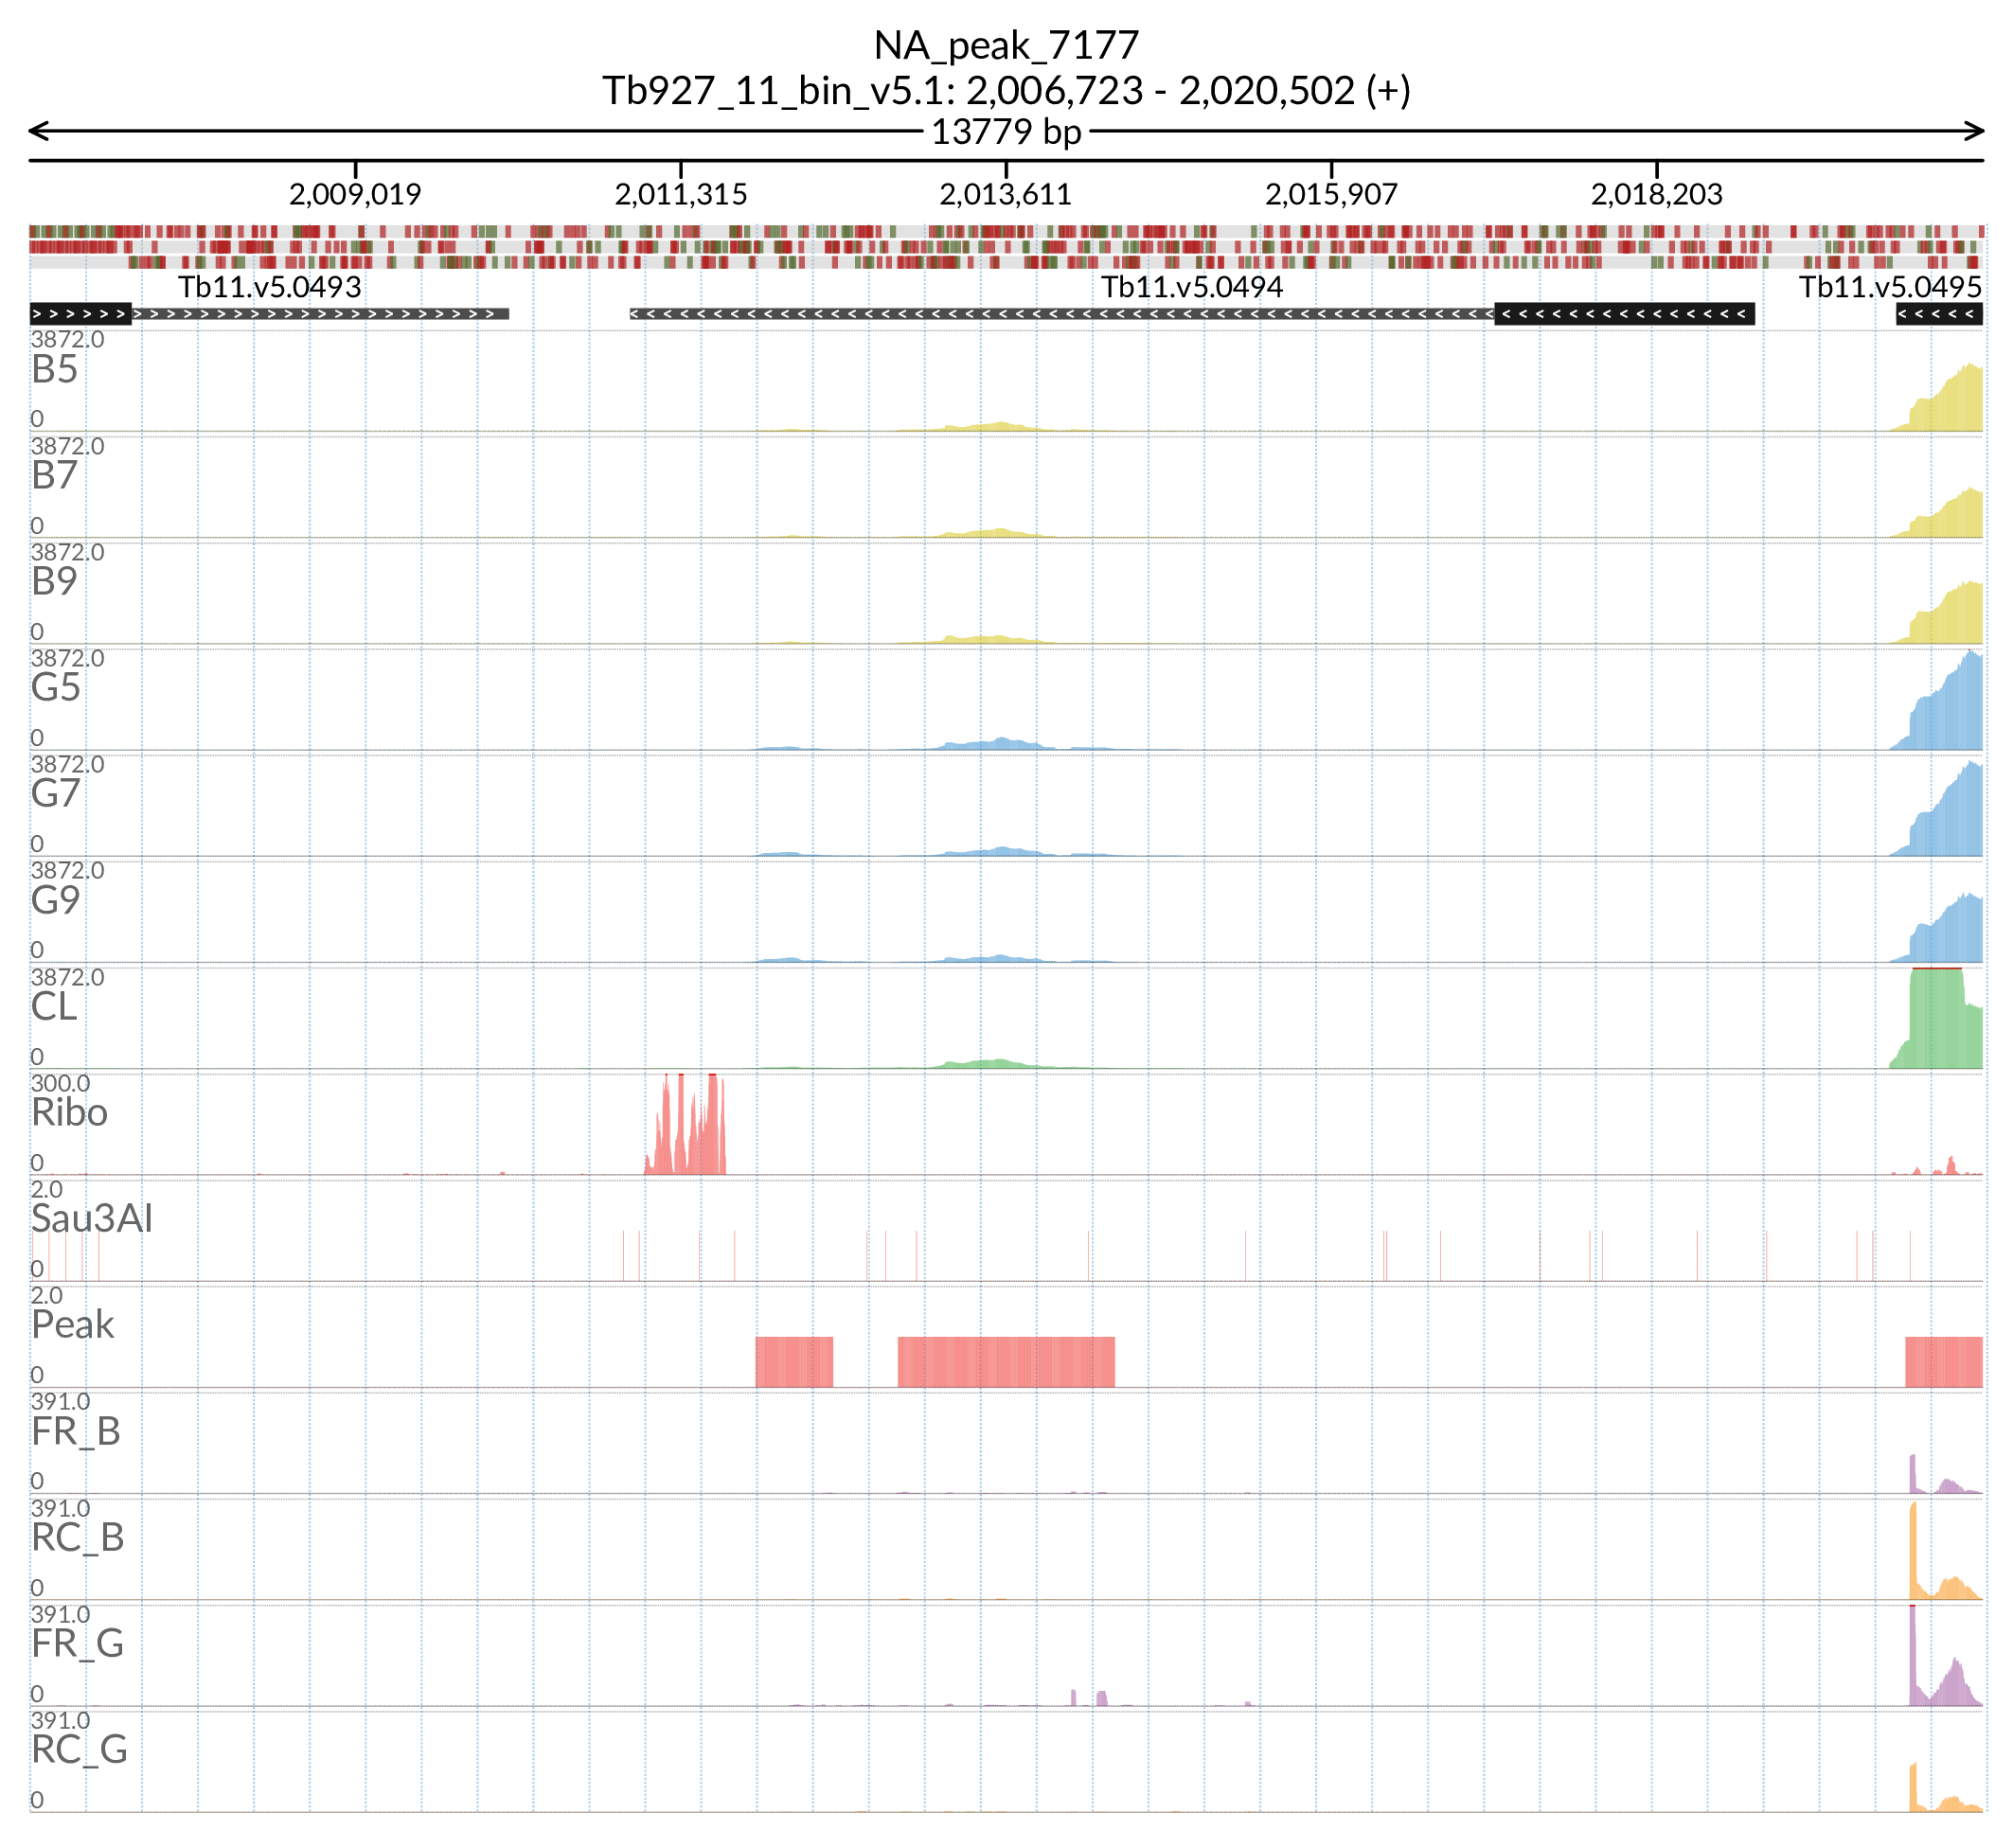 NA_peak_7177
Tb927_11_bin_v5.1: 2,006,723 - 2,020,502 (+)
13779 bp
2,009,019 2,011,315 2,013,611 2,015,907 2,018,203
Tb11.v5.0493 Tb11.v5.0494 Tb11.v5.0495
3872.0
B5
0
3872.0
B7
0
3872.0
B9
0
3872.0
G5
0
3872.0
G7
0
3872.0
G9
0
3872.0
CL
0
300.0
Ribo
0
2.0
Sau3AI
0
2.0
Peak
0
391.0
FR_B
0
391.0
RC_B
0
391.0
FR_G
0
391.0
RC_G
0